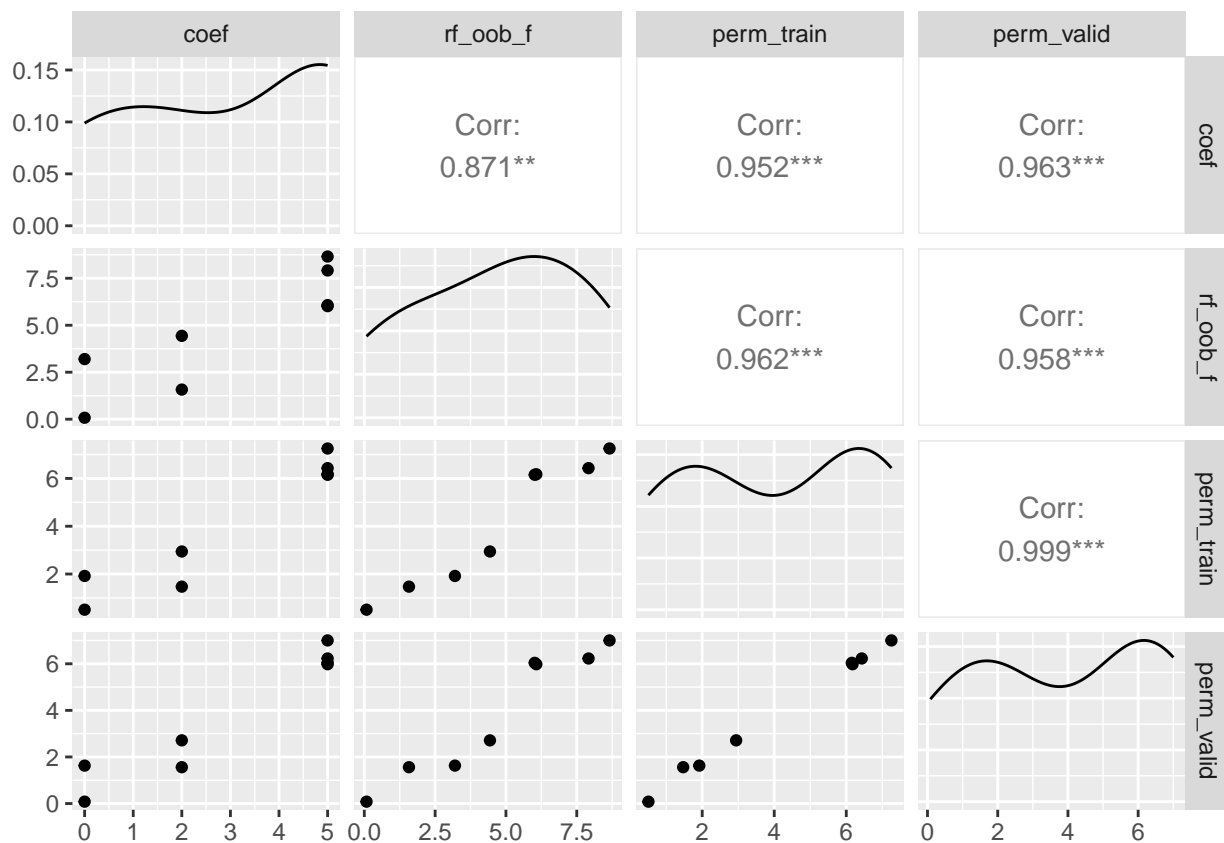 coef
rf_oob_f
perm_train
perm_valid
0.15
0.10
0.05
0.00
Corr:
0.871**
Corr:
0.952***
Corr:
0.963***
coef
7.5
5.0
2.5
0.0
Corr:
0.962***
Corr:
0.958***
rf_oob_f
6
4
2
Corr:
0.999***
perm_train
6
4
2
0
perm_valid
0 1 2 3 4 5
0.0 2.5 5.0 7.5
2 4 6
0 2 4 6